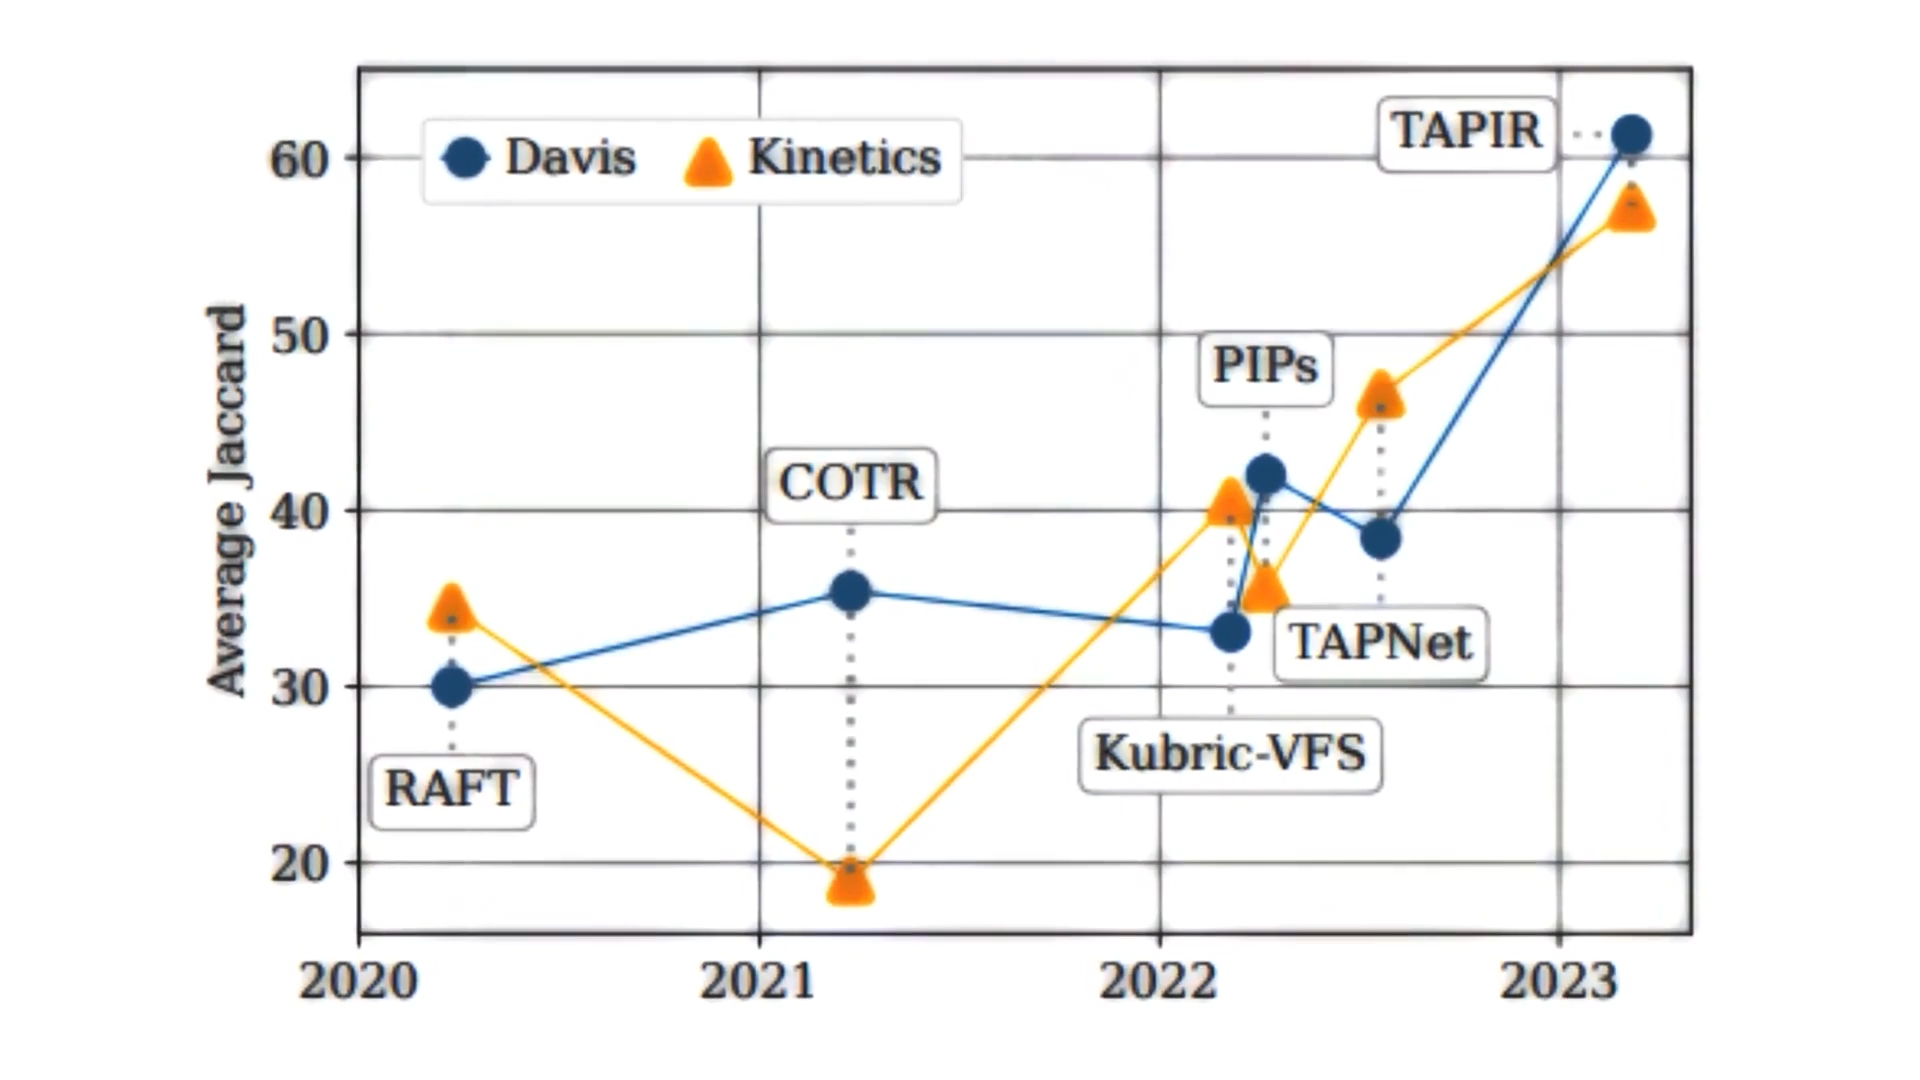 Davis
Kinetics
TAPIR
PIPs
COTR
TAPNet
Kubric-VFS
RAFT
Average Jaccard
60
50
40
30
20
2020
2021
2022
2023